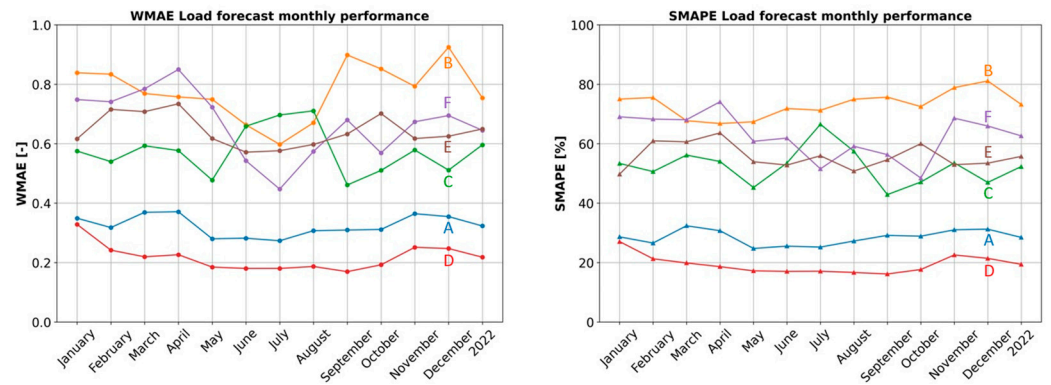 WMAE Load forecast monthly performance
WMAE [-]
1.0
0.8
0.6
0.4
0.2
0.0
B
F
E
C
A
D
January
February
March
April
May
June
July
August
September
October
November
December
2022
SMAPE Load forecast monthly performance
SMAPE [%]
100
80
60
40
20
0
B
F
E
C
A
D
January
February
March
April
May
June
July
August
September
October
November
December
2022